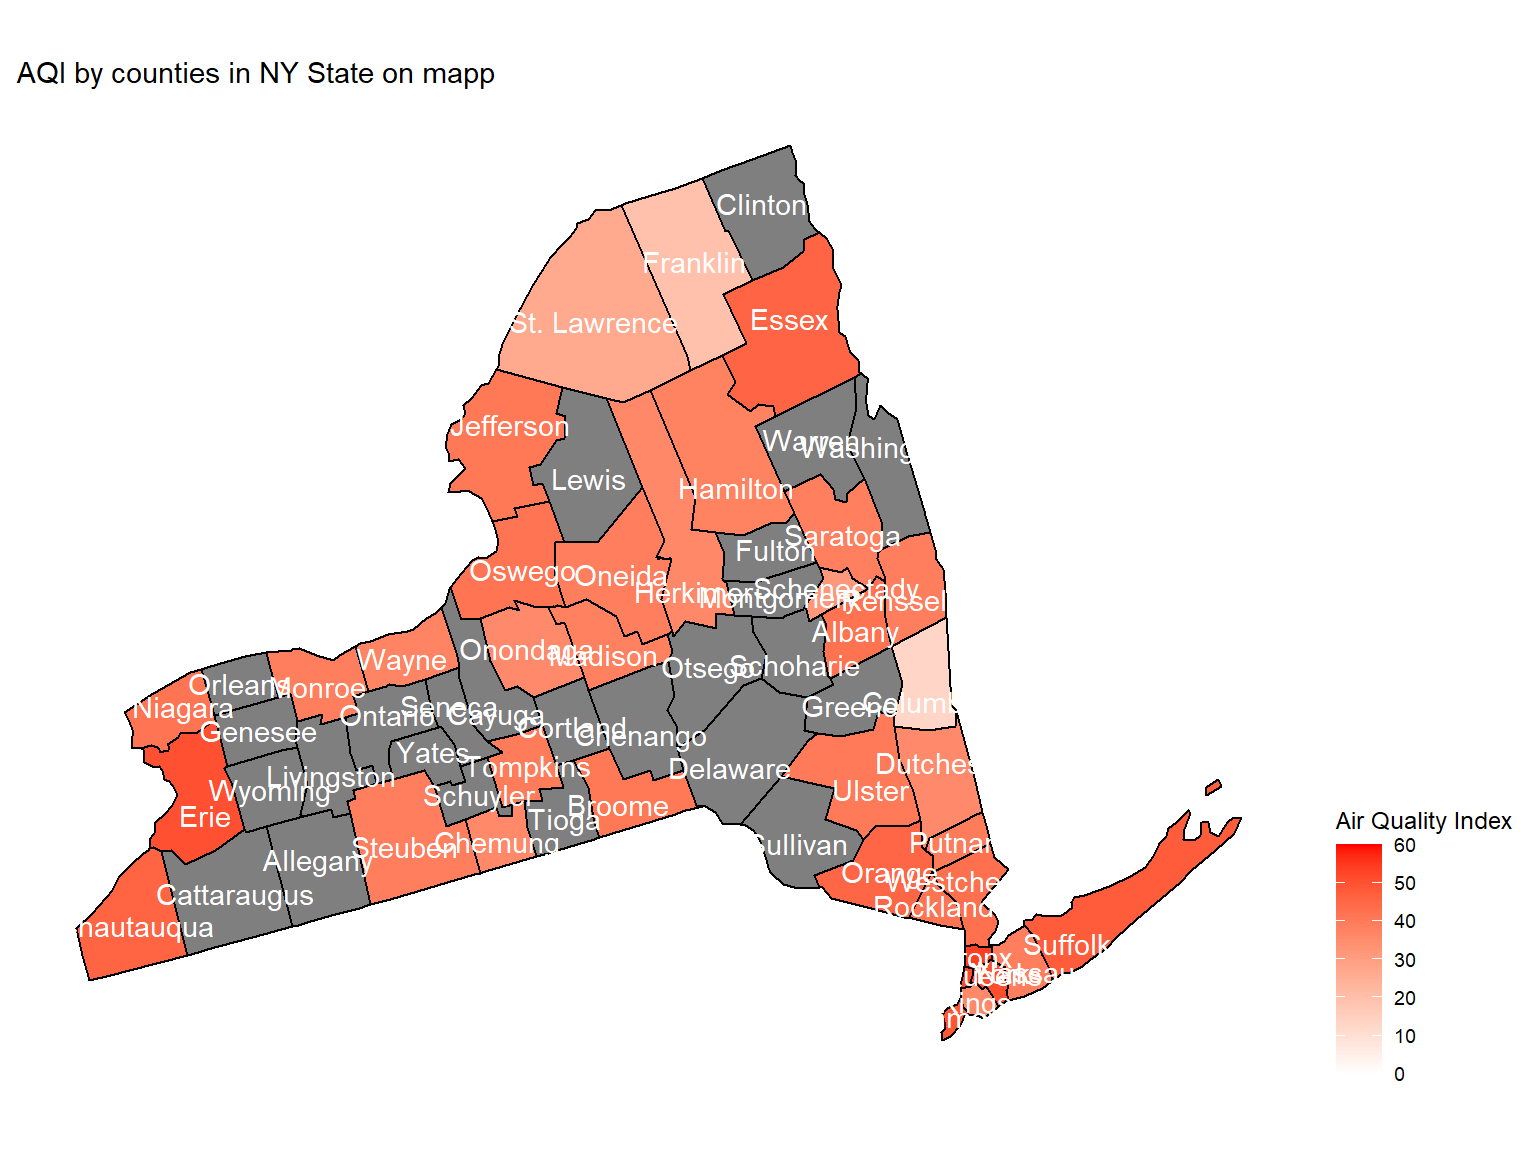 AQI by counties in NY State on mapp
Clinton
Franklin
Essex
St. Lawrence
Jefferson
Warren
Washing
Lewis
Hamilton
Saratoga
Fulton
Oswego
Oneida
Herkimer
Schenectady
Montgomery
enssel
Albany
Onondaga
Madison
Wayne
Otsego
Schoharie
Orleans
Monroe
Niagara
Ontario
Seneca
Cayuga
Greene
Columb
Genesee
Cortland
Chenango
Yates
Tompkins
Delaware
Dutches
Livingston
Wyoming
Schuyler
Ulster
Broome
Erie
Tioga
Steuben
Chemung
Sullivan
Putnar
Allegany
Orange
Westche
Cattaraugus
Rockland
hautauqua
Suffolk
ronx
Nassau
ueens
ings
Air Quality Index
60
50
40
30
20
10
0